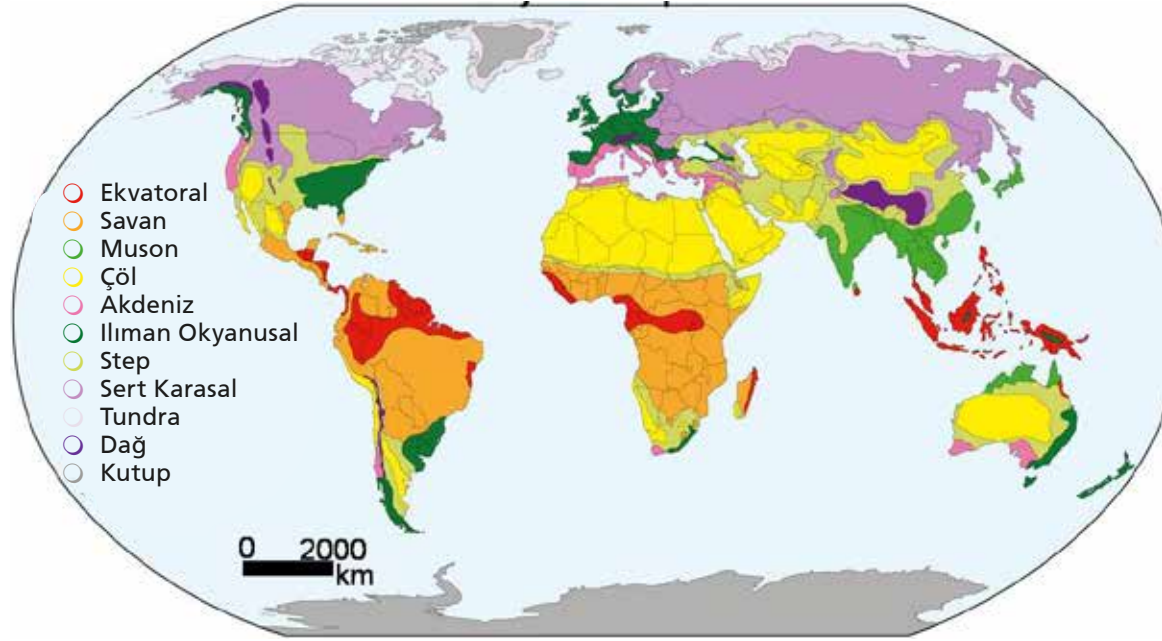 Ekvatoral
Savan
Muson
Çöl
Akdeniz
Ilıman Okyanusal
Step
Sert Karasal
Tundra
Dağ
Kutup
0 2000
km